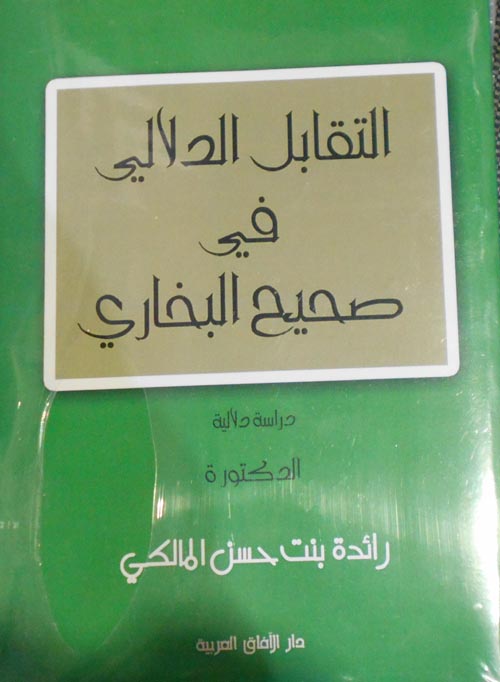 التقابل الدلالي
في
صحيح البخاري
دراسة دلالية
الدكتورة
رائدة بنت حسن المالكي
دار الآفاق العربية